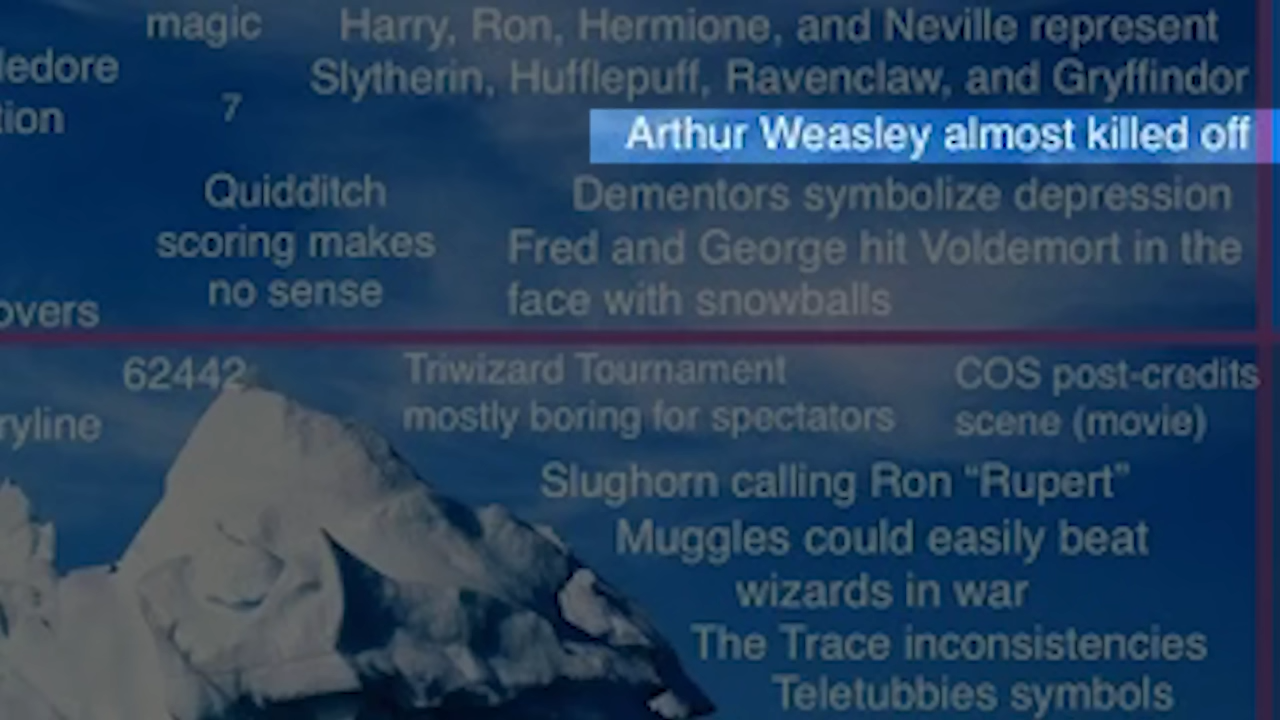 magic
Harry, Ron, Hermione, and Neville represent
Slytherin, Hufflepuff, Ravenclaw, and Gryffindor
ledore
tion
7
Arthur Weasley almost killed off
Quidditch
scoring makes
no sense
Dementors symbolize depression
Fred and George hit Voldemort in the
face with snowballs
overs
62442
ryline
Triwizard Tournament
mostly boring for spectators
COS post-credits
scene (movie)
Slughorn calling Ron “Rupert”
Muggles could easily beat
wizards in war
The Trace inconsistencies
Teletubbies symbols